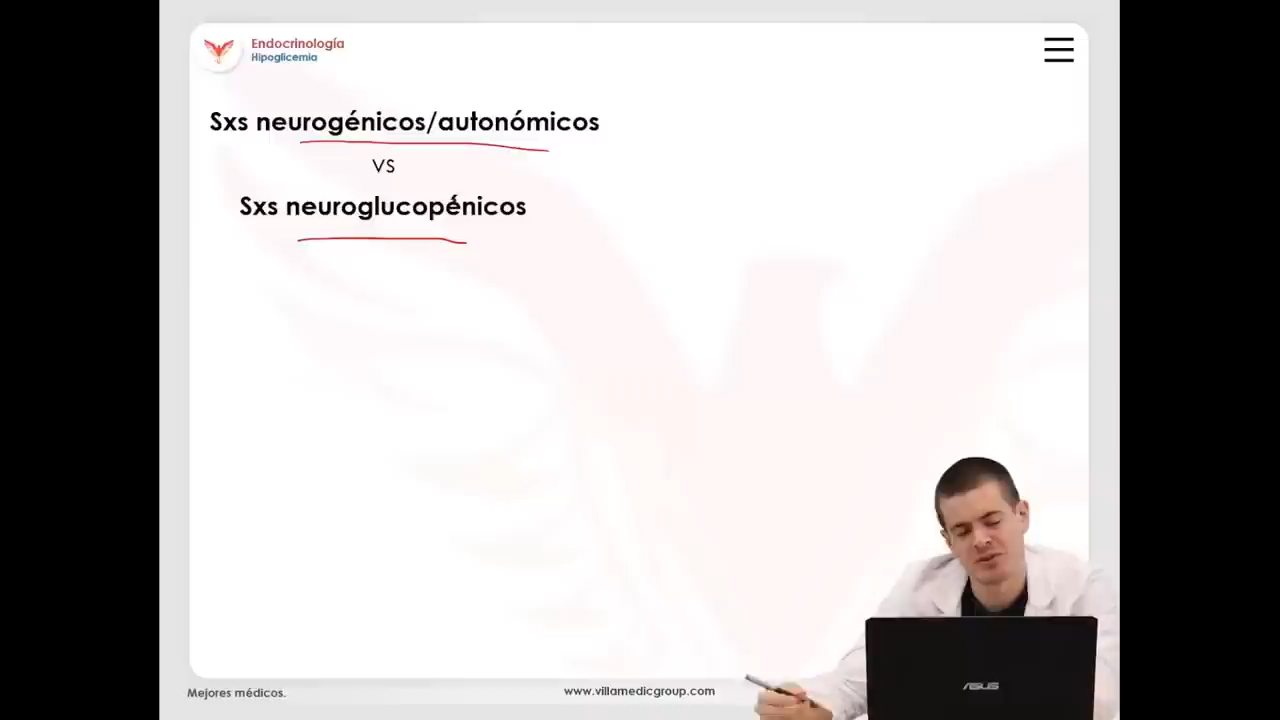 Endocrinología
Hipoglicemia
Sxs neurogénicos/autonómicos
VS
Sxs neuroglucopénicos
ASUS
Mejores médicos.
www.villamedicgroup.com